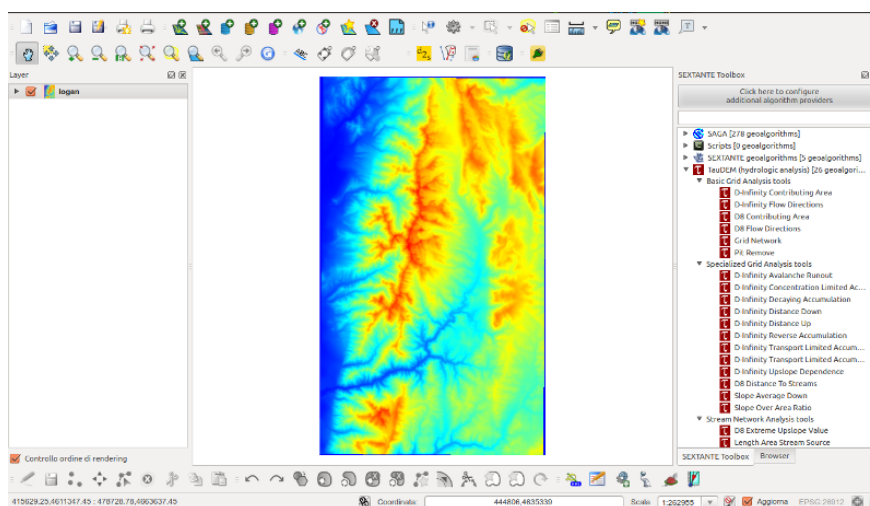 Layer
logan
Controllo ordine di rendering
SEXTANTE Toolbox
Click here to configure
additional algorithm providers
SAGA [278 geoalgorithms]
Scripts [0 geoalgorithms]
SEXTANTE geoalgorithms [5 geoalgorithms]
TauDEM (hydrologic analysis) [26 geoalgori...
Basic Grid Analysis tools
D-Infinity Contributing Area
D-Infinity Flow Directions
D8 Contributing Area
D8 Flow Directions
Grid Network
Pit Remove
Specialized Grid Analysis tools
D-Infinity Avalanche Runout
D-Infinity Concentration Limited Ac...
D-Infinity Decaying Accumulation
D-Infinity Distance Down
D-Infinity Distance Up
D-Infinity Reverse Accumulation
D-Infinity Transport Limited Accum...
D-Infinity Transport Limited Accum...
D-Infinity Upslope Dependence
D8 Distance To Streams
Slope Average Down
Slope Over Area Ratio
Stream Network Analysis tools
D8 Extreme Upslope Value
Length Area Stream Source
SEXTANTE Toolbox Browser
415629.25,4611347.45 : 478728.78,4663637.45 Coordinate: 444806,4635339 Scale 1:262955 Aggiorna EPSG:26912